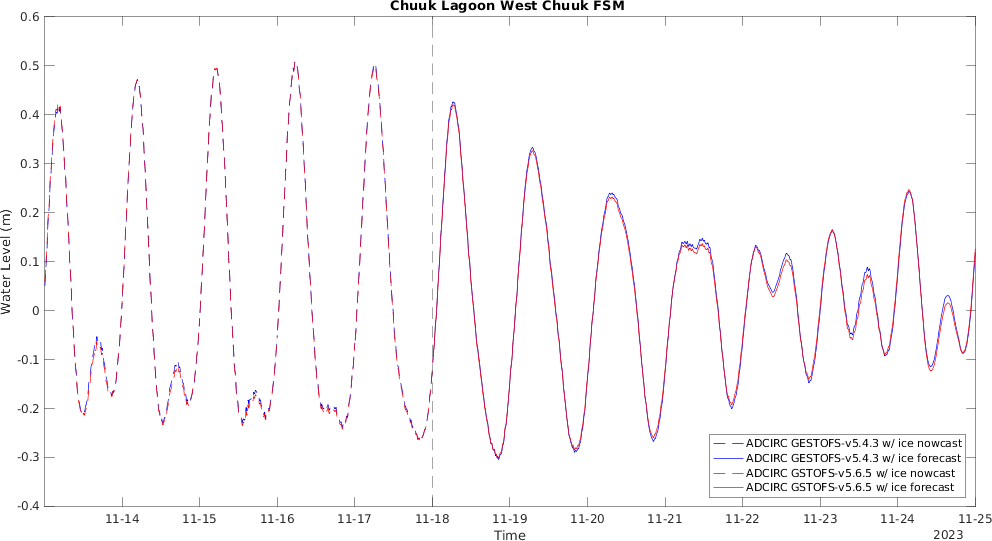 Chuuk Lagoon West Chuuk FSM
0.6
0.5
0.4
0.3
0.2
0.1
0
-0.1
-0.2
-0.3
-0.4
Water Level (m)
ADCIRC GESTOFS-v5.4.3 w/ ice nowcast
ADCIRC GESTOFS-v5.4.3 w/ ice forecast
ADCIRC GSTOFS-v5.6.5 w/ ice nowcast
ADCIRC GSTOFS-v5.6.5 w/ ice forecast
11-14 11-15 11-16 11-17 11-18 11-19 11-20 11-21 11-22 11-23 11-24 11-25
Time
2023